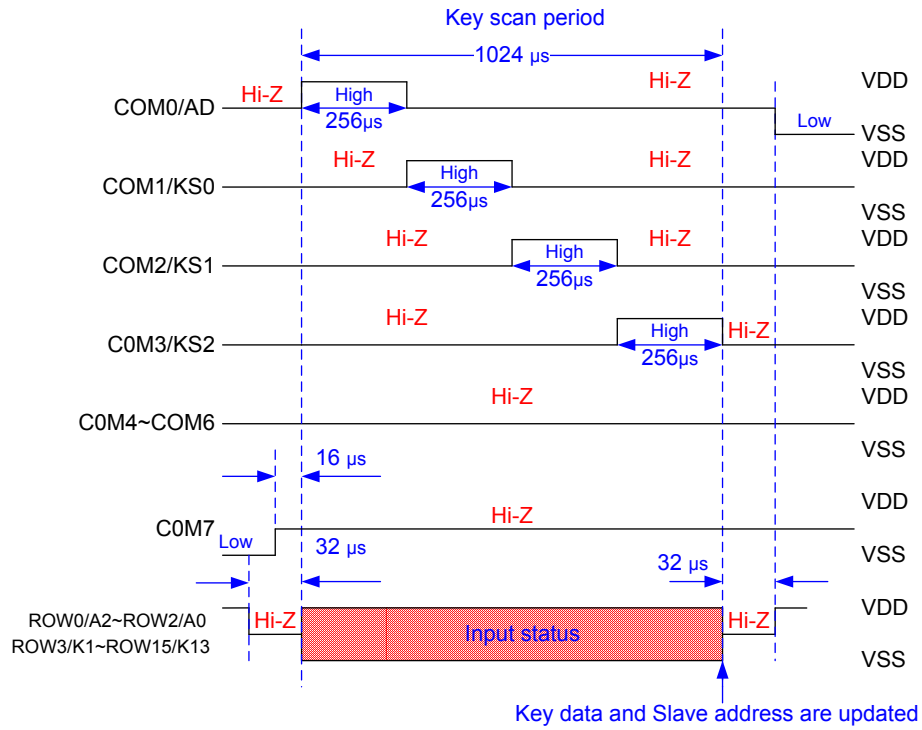 Key scan period
1024 µs
Hi-Z
Hi-Z
VDD
COM0/AD
High
256µs
Low
VSS
Hi-Z
Hi-Z
VDD
COM1/KS0
High
256µs
VSS
Hi-Z
Hi-Z
VDD
COM2/KS1
High
256µs
VSS
Hi-Z
VDD
C0M3/KS2
High
256µs
Hi-Z
VSS
Hi-Z
VDD
C0M4~COM6
VSS
16 µs
VDD
C0M7
Hi-Z
Low
VSS
32 µs
32 µs
ROW0/A2~ROW2/A0
ROW3/K1~ROW15/K13
Hi-Z
Input status
Hi-Z
VDD
VSS
Key data and Slave address are updated